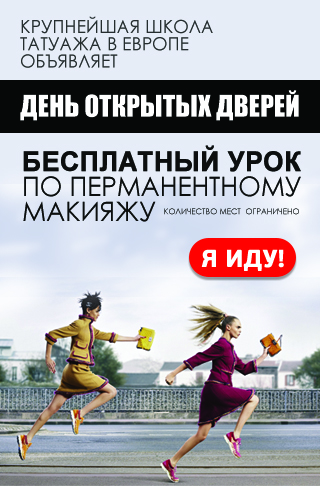 КРУПНЕЙШАЯ ШКОЛА
ТАТУАЖА В ЕВРОПЕ
ОБЪЯВЛЯЕТ
ДЕНЬ ОТКРЫТЫХ ДВЕРЕЙ
БЕСПЛАТНЫЙ УРОК
ПО ПЕРМАНЕНТНОМУ
МАКИЯЖУ КОЛИЧЕСТВО МЕСТ ОГРАНИЧЕНО
Я ИДУ!